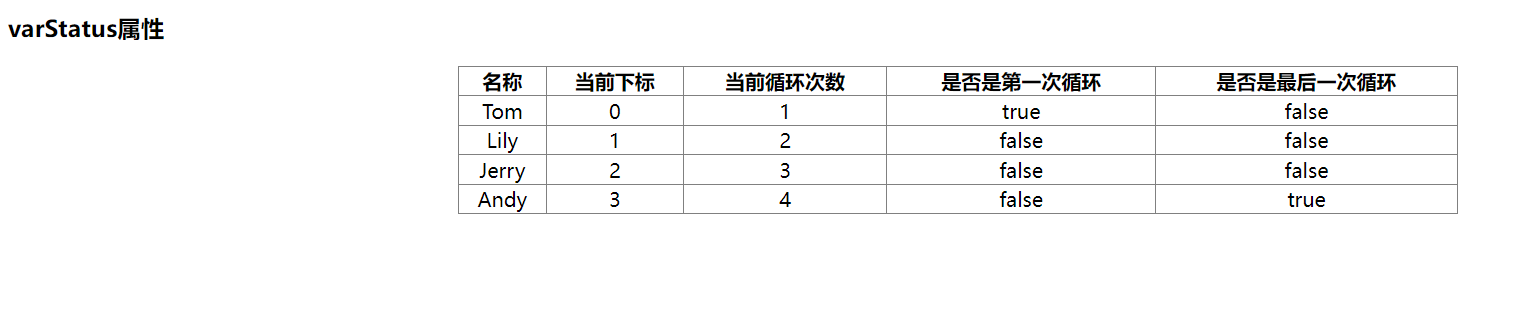 varStatus属性
名称 当前下标 当前循环次数 是否是第一次循环 是否是最后一次循环
Tom 0 1 true false
Lily 1 2 false false
Jerry 2 3 false false
Andy 3 4 false true